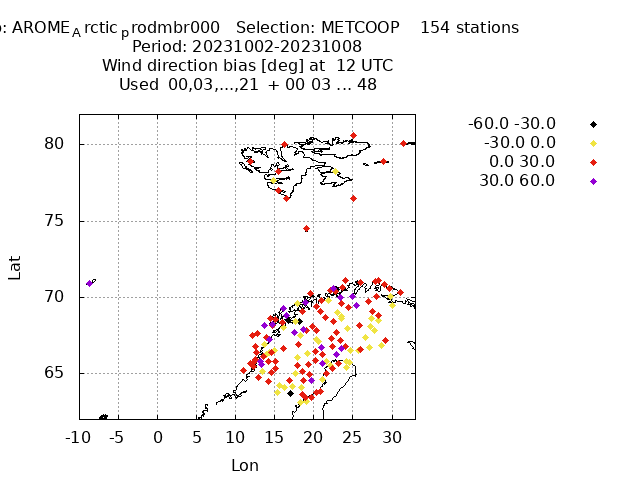 : AROME_Arctic_prodmbr000 Selection: METCOOP 154 stations
Period: 20231002-20231008
Wind direction bias [deg] at 12 UTC
Used 00,03,...,21 + 00 03 ... 48
-60.0 -30.0
-30.0 0.0
0.0 30.0
30.0 60.0
80
75
70
65
Lat
-10 -5 0 5 10 15 20 25 30
Lon